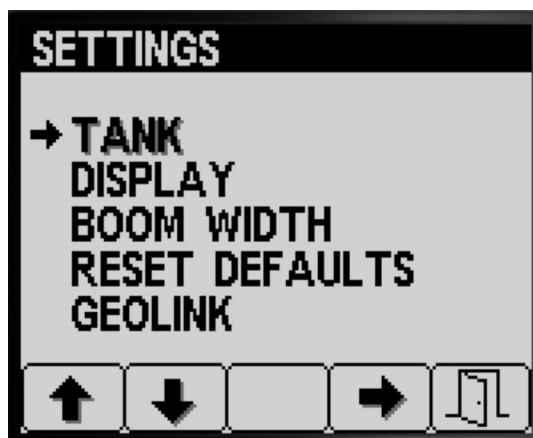 SETTINGS
TANK
DISPLAY
BOOM WIDTH
RESET DEFAULTS
GEOLINK